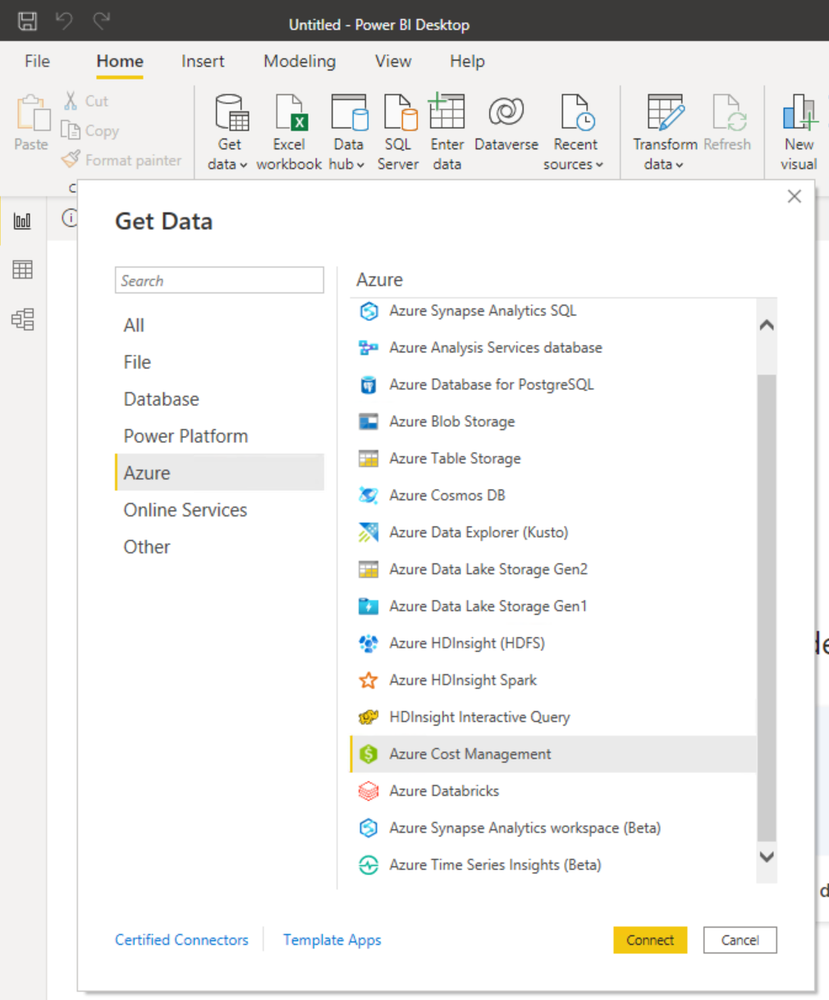 Untitled - Power BI Desktop
File Home Insert Modeling View Help
Paste
Cut
Copy
Format painter
Get data
Excel workbook
Data hub
SQL Server
Enter data
Dataverse
Recent sources
Transform data
Refresh
New visual
Get Data
Search
All
File
Database
Power Platform
Azure
Online Services
Other
Azure
Azure Synapse Analytics SQL
Azure Analysis Services database
Azure Database for PostgreSQL
Azure Blob Storage
Azure Table Storage
Azure Cosmos DB
Azure Data Explorer (Kusto)
Azure Data Lake Storage Gen2
Azure Data Lake Storage Gen1
Azure HDInsight (HDFS)
Azure HDInsight Spark
HDInsight Interactive Query
Azure Cost Management
Azure Databricks
Azure Synapse Analytics workspace (Beta)
Azure Time Series Insights (Beta)
Certified Connectors
Template Apps
Connect
Cancel